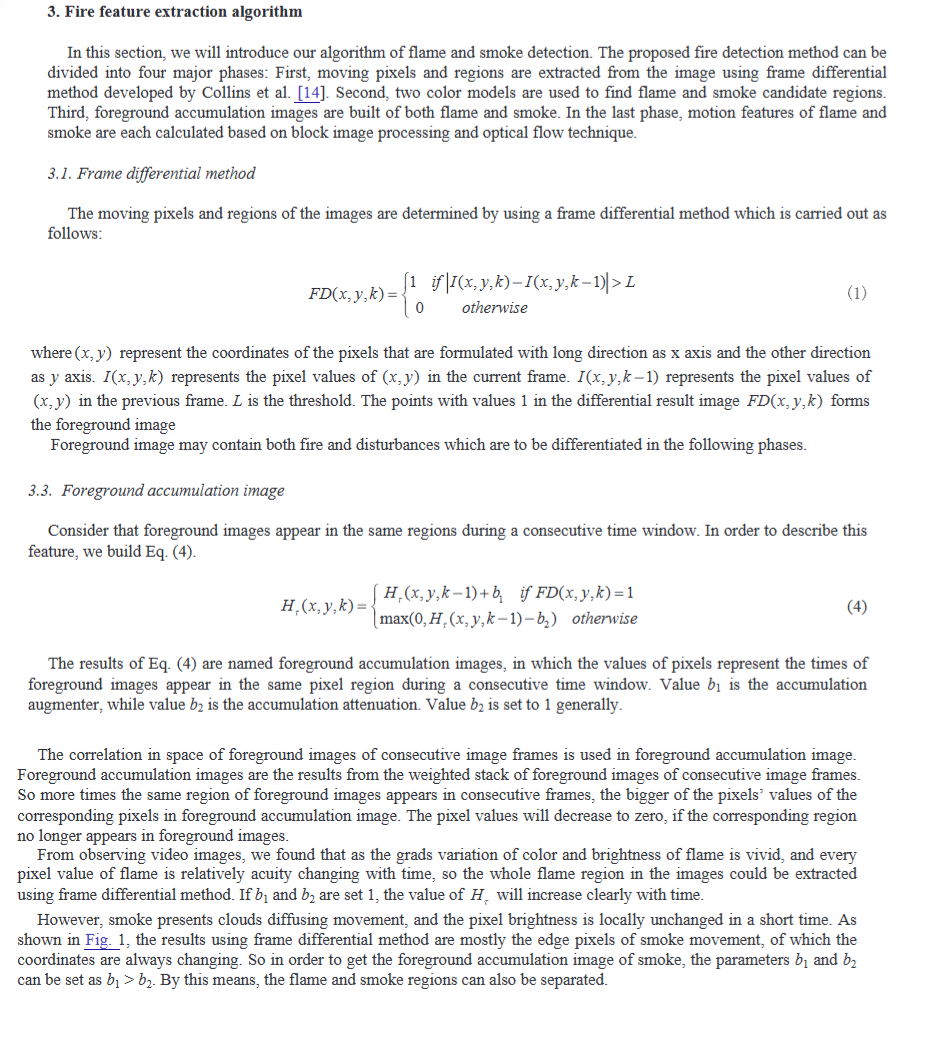 3. Fire feature extraction algorithm
In this section, we will introduce our algorithm of flame and smoke detection. The proposed fire detection method can be
divided into four major phases: First, moving pixels and regions are extracted from the image using frame differential
method developed by Collins et al. [14]. Second, two color models are used to find flame and smoke candidate regions.
Third, foreground accumulation images are built of both flame and smoke. In the last phase, motion features of flame and
smoke are each calculated based on block image processing and optical flow technique.
3.1. Frame differential method
The moving pixels and regions of the images are determined by using a frame differential method which is carried out as
follows:
FD(x,y,k)= {1 if |I(x,y,k)−I(x,y,k−1)|> L
0 otherwise (1)
where (x,y) represent the coordinates of the pixels that are formulated with long direction as x axis and the other direction
as y axis. I(x,y,k) represents the pixel values of (x,y) in the current frame. I(x,y,k−1) represents the pixel values of
(x,y) in the previous frame. L is the threshold. The points with values 1 in the differential result image FD(x,y,k) forms
the foreground image
Foreground image may contain both fire and disturbances which are to be differentiated in the following phases.
3.3. Foreground accumulation image
Consider that foreground images appear in the same regions during a consecutive time window. In order to describe this
feature, we build Eq. (4).
Hτ(x,y,k)= { Hτ(x,y,k−1)+b₁ if FD(x,y,k)=1
max(0,Hτ(x,y,k−1)−b₂) otherwise (4)
The results of Eq. (4) are named foreground accumulation images, in which the values of pixels represent the times of
foreground images appear in the same pixel region during a consecutive time window. Value b₁ is the accumulation
augmenter, while value b₂ is the accumulation attenuation. Value b₂ is set to 1 generally.
The correlation in space of foreground images of consecutive image frames is used in foreground accumulation image.
Foreground accumulation images are the results from the weighted stack of foreground images of consecutive image frames.
So more times the same region of foreground images appears in consecutive frames, the bigger of the pixels' values of the
corresponding pixels in foreground accumulation image. The pixel values will decrease to zero, if the corresponding region
no longer appears in foreground images.
From observing video images, we found that as the grads variation of color and brightness of flame is vivid, and every
pixel value of flame is relatively acuity changing with time, so the whole flame region in the images could be extracted
using frame differential method. If b₁ and b₂ are set 1, the value of Hτ will increase clearly with time.
However, smoke presents clouds diffusing movement, and the pixel brightness is locally unchanged in a short time. As
shown in Fig. 1, the results using frame differential method are mostly the edge pixels of smoke movement, of which the
coordinates are always changing. So in order to get the foreground accumulation image of smoke, the parameters b₁ and b₂
can be set as b₁ > b₂. By this means, the flame and smoke regions can also be separated.